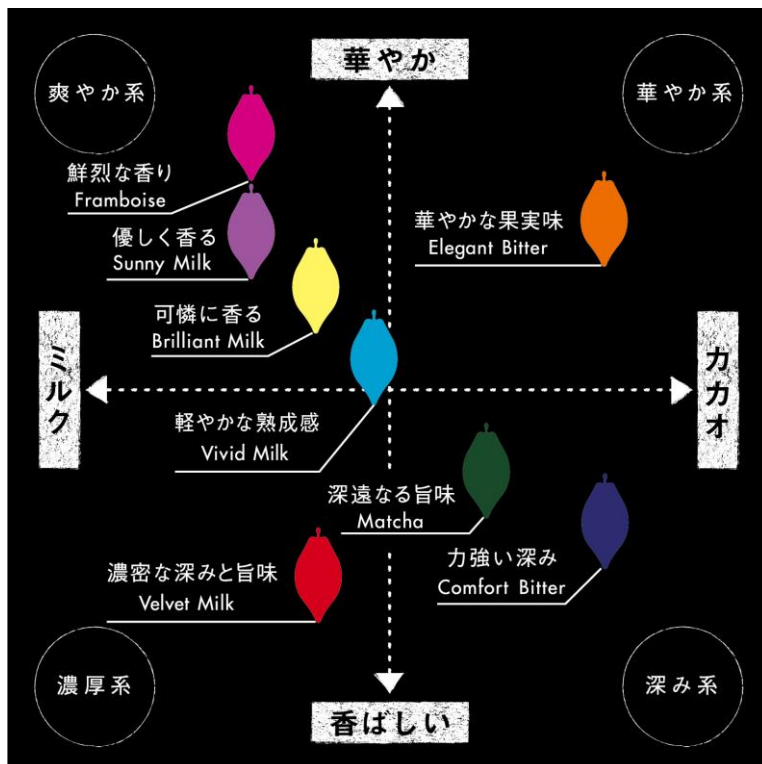 華やか
爽やか系
華やか系
鮮烈な香り
Framboise
華やかな果実味
Elegant Bitter
優しく香る
Sunny Milk
可憐に香る
Brilliant Milk
ミルク
カカオ
軽やかな熟成感
Vivid Milk
深遠なる旨味
Matcha
力強い深み
Comfort Bitter
濃密な深みと旨味
Velvet Milk
濃厚系
深み系
香ばしい